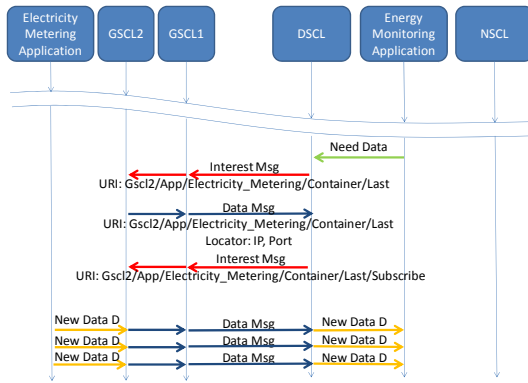 Electricity
Metering
Application
GSCL2
GSCL1
DSCL
Energy
Monitoring
Application
NSCL
Need Data
Interest Msg
URI: Gscl2/App/Electricity_Metering/Container/Last
Data Msg
URI: Gscl2/App/Electricity_Metering/Container/Last
Locator: IP, Port
Interest Msg
URI: Gscl2/App/Electricity_Metering/Container/Last/Subscribe
New Data D Data Msg New Data D
New Data D Data Msg New Data D
New Data D Data Msg New Data D